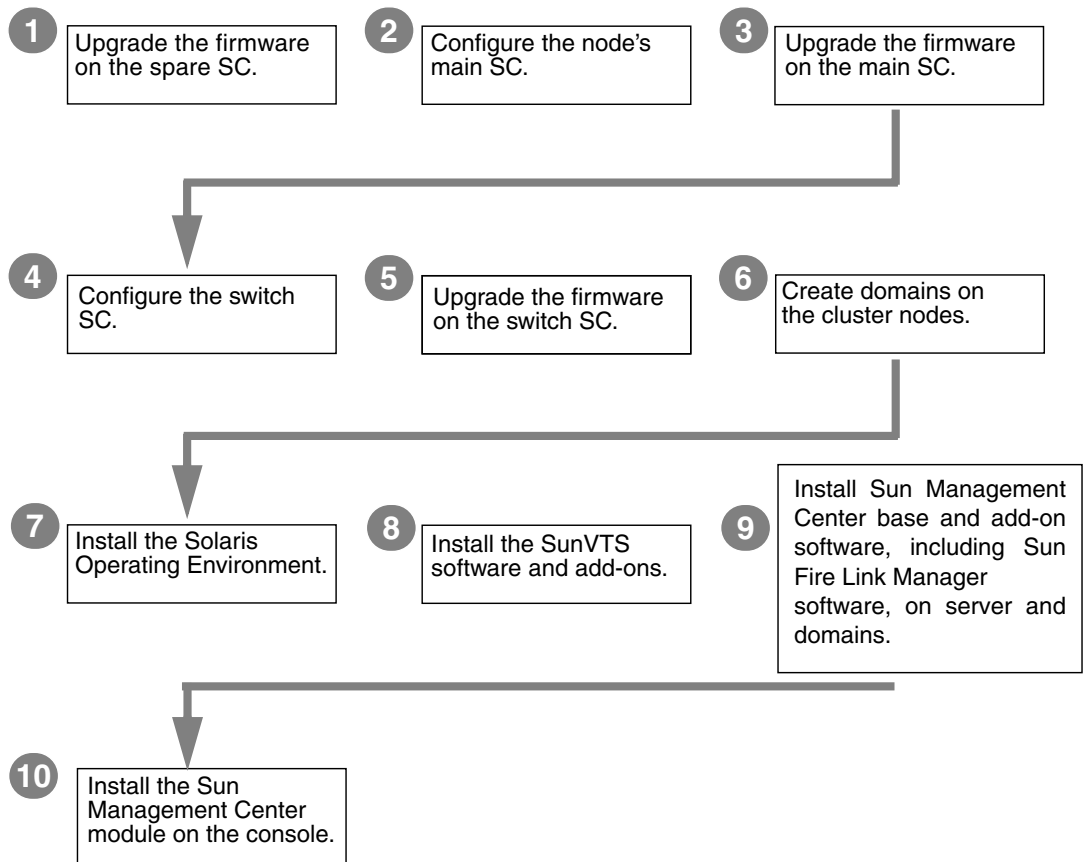 1
Upgrade the firmware
on the spare SC.
2
Configure the node's
main SC.
3
Upgrade the firmware
on the main SC.
4
Configure the switch
SC.
5
Upgrade the firmware
on the switch SC.
6
Create domains on
the cluster nodes.
7
Install the Solaris
Operating Environment.
8
Install the SunVTS
software and add-ons.
9
Install Sun Management
Center base and add-on
software, including Sun
Fire Link Manager
software, on server and
domains.
10
Install the Sun
Management Center
module on the console.